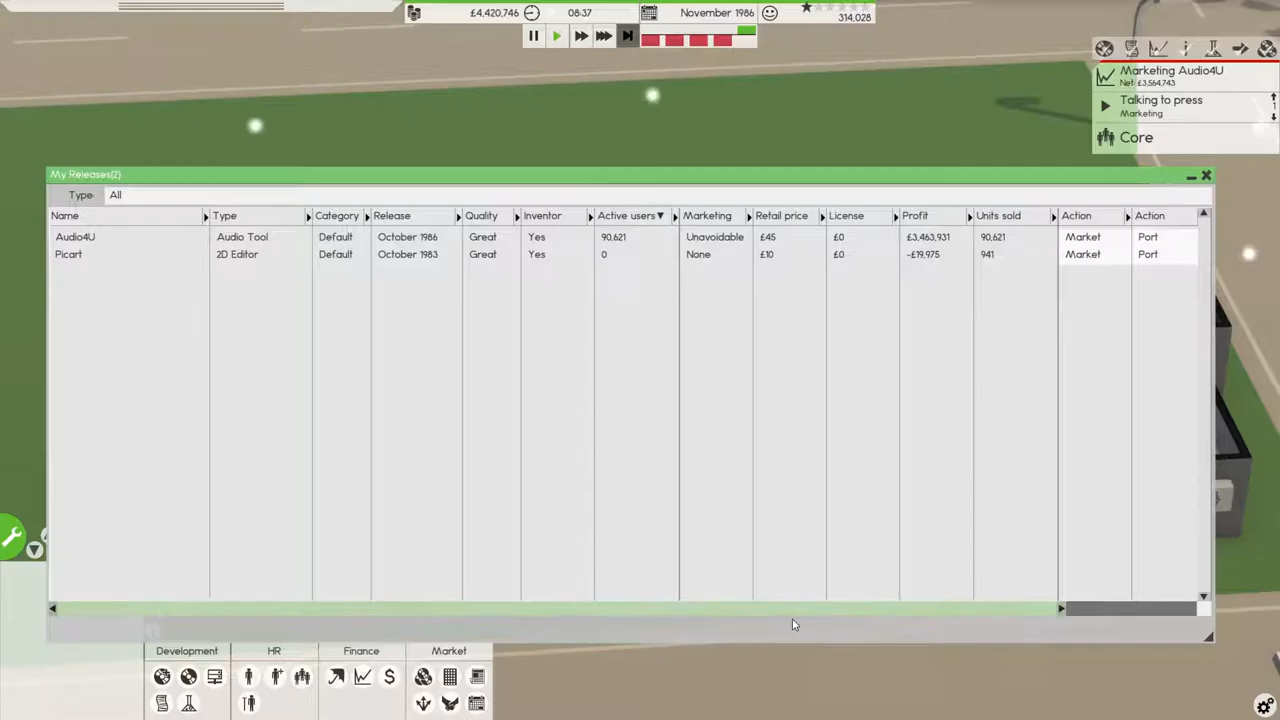 £4,420,746 08:37 November 1986 314,028
Marketing Audio4U
Net: £3,564,743
Talking to press
Marketing
1
Core
My Releases(2)
Type: All
Name Type Category Release Quality Inventor Active users▼ Marketing Retail price License Profit Units sold Action Action
Audio4U Audio Tool Default October 1986 Great Yes 90,621 Unavoidable £45 £0 £3,463,931 90,621 Market Port
Picart 2D Editor Default October 1983 Great Yes 0 None £10 £0 -£19,975 941 Market Port
Development HR Finance Market